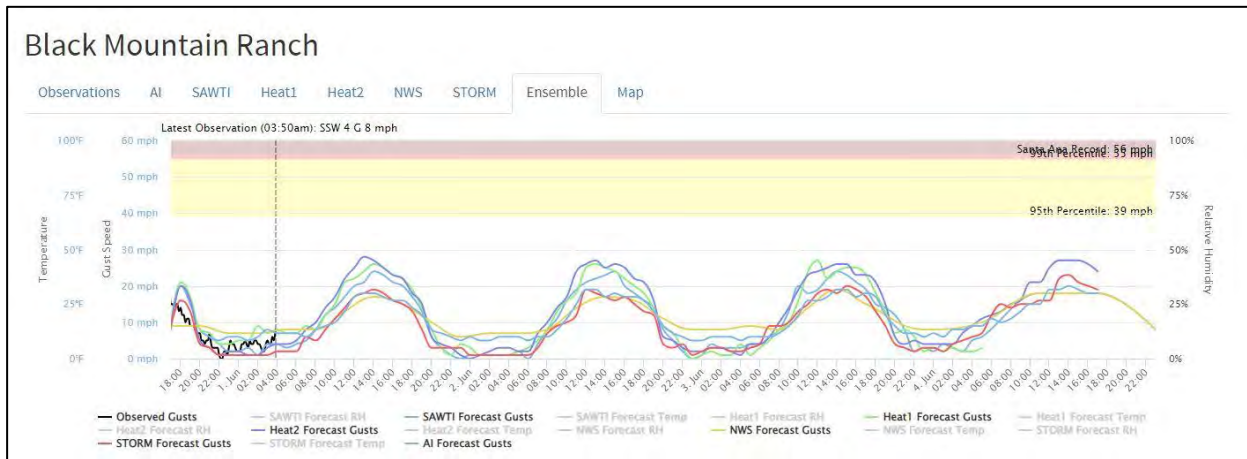 Black Mountain Ranch
Observations AI SAWTI Heat1 Heat2 NWS STORM Ensemble Map
Latest Observation (03:50am): SSW 4 G 8 mph
100°F 60 mph 100%
Santa Ana Record: 56 mph
99th Percentile: 55 mph
50 mph
75°F 75%
40 mph
95th Percentile: 39 mph
Temperature Gust Speed Relative Humidity
50°F 30 mph 50%
20 mph
25°F 25%
10 mph
0°F 0 mph 0%
18:00 20:00 22:00 1. Jun 02:00 04:00 06:00 08:00 10:00 12:00 14:00 16:00 18:00 20:00 22:00 2. Jun 02:00 04:00 06:00 08:00 10:00 12:00 14:00 16:00 18:00 20:00 22:00 3. Jun 02:00 04:00 06:00 08:00 10:00 12:00 14:00 16:00 18:00 20:00 22:00 4. Jun 02:00 04:00 06:00 08:00 10:00 12:00 14:00 16:00 18:00 20:00 22:00
Observed Gusts SAWTI Forecast RH SAWTI Forecast Gusts SAWTI Forecast Temp Heat1 Forecast RH Heat1 Forecast Gusts Heat1 Forecast Temp
Heat2 Forecast RH Heat2 Forecast Gusts Heat2 Forecast Temp NWS Forecast RH NWS Forecast Gusts NWS Forecast Temp STORM Forecast RH
STORM Forecast Gusts STORM Forecast Temp AI Forecast Gusts